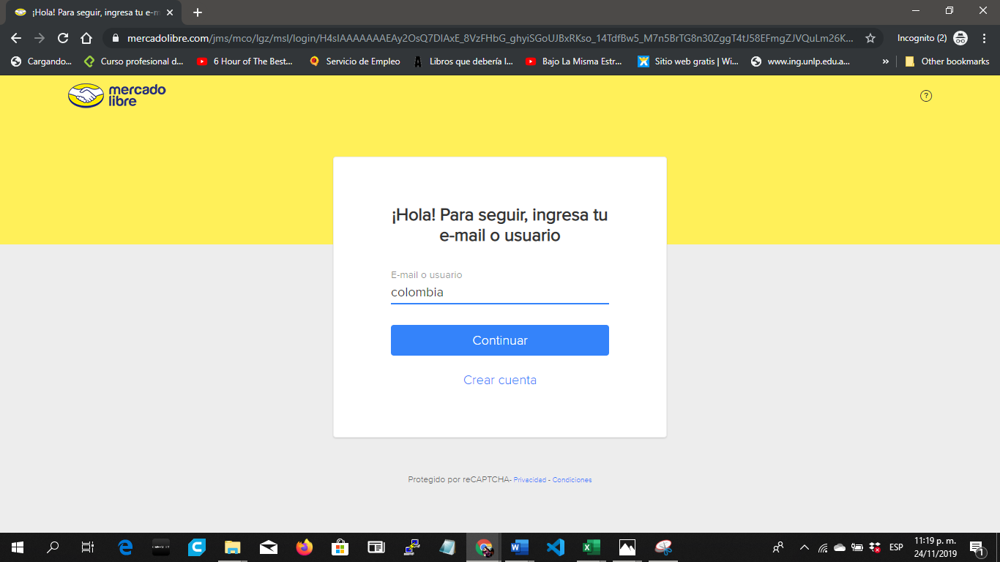 ¡Hola! Para seguir, ingresa tu e-m
mercadolibre.com/jms/mco/lgz/msl/login/H4sIAAAAAAAEAy2OsQ7DIAxE_8VzFHbG_ghyiSGoUJBxRKso_14TdfBw5_M7n5BrTG8n30ZggT4tJ58EFmgZJVQuLm26K...
Incognito (2)
Cargando...
Curso profesional d...
6 Hour of The Best...
Servicio de Empleo
Libros que debería l...
Bajo La Misma Estr...
Sitio web gratis | Wi...
www.ing.unlp.edu.a...
»
Other bookmarks
mercado
libre
?
¡Hola! Para seguir, ingresa tu
e-mail o usuario
E-mail o usuario
colombia
Continuar
Crear cuenta
Protegido por reCAPTCHA- Privacidad - Condiciones
ESP
11:19 p. m.
24/11/2019
1